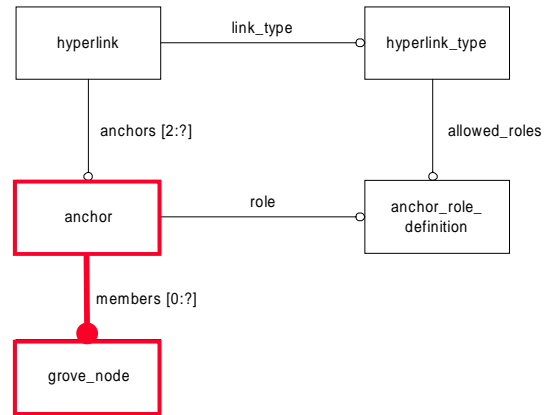 link_type
hyperlink
hyperlink_type
anchors [2:?]
allowed_roles
role
anchor
anchor_role_
definition
members [0:?]
grove_node